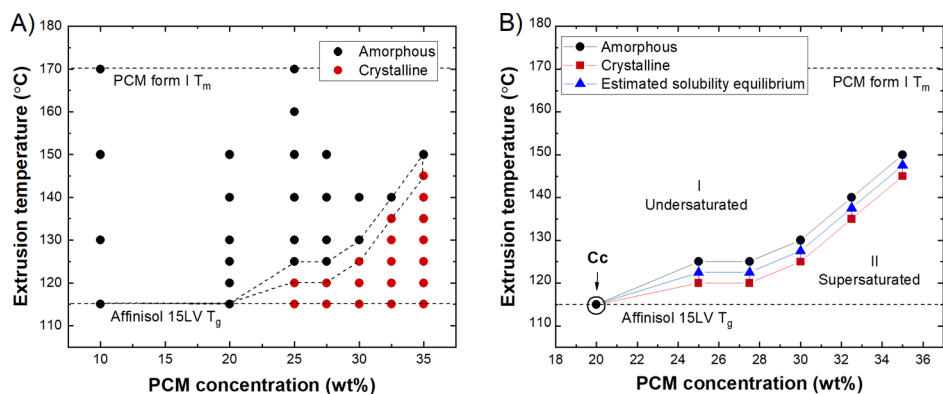 A)
Extrusion temperature (°C)
180
170
160
150
140
130
120
110
Amorphous
Crystalline
PCM form I Tm
Affinisol 15LV Tg
10
15
20
25
30
35
PCM concentration (wt%)
B)
Extrusion temperature (°C)
180
170
160
150
140
130
120
110
Amorphous
Crystalline
Estimated solubility equilibrium
PCM form I Tm
I
Undersaturated
Cc
II
Supersaturated
Affinisol 15LV Tg
18
20
22
24
26
28
30
32
34
36
PCM concentration (wt%)